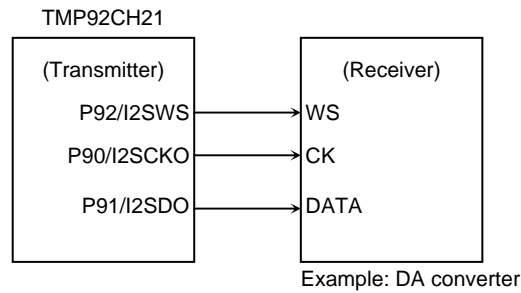 TMP92CH21
(Transmitter) (Receiver)
P92/I2SWS WS
P90/I2SCKO CK
P91/I2SDO DATA
Example: DA converter